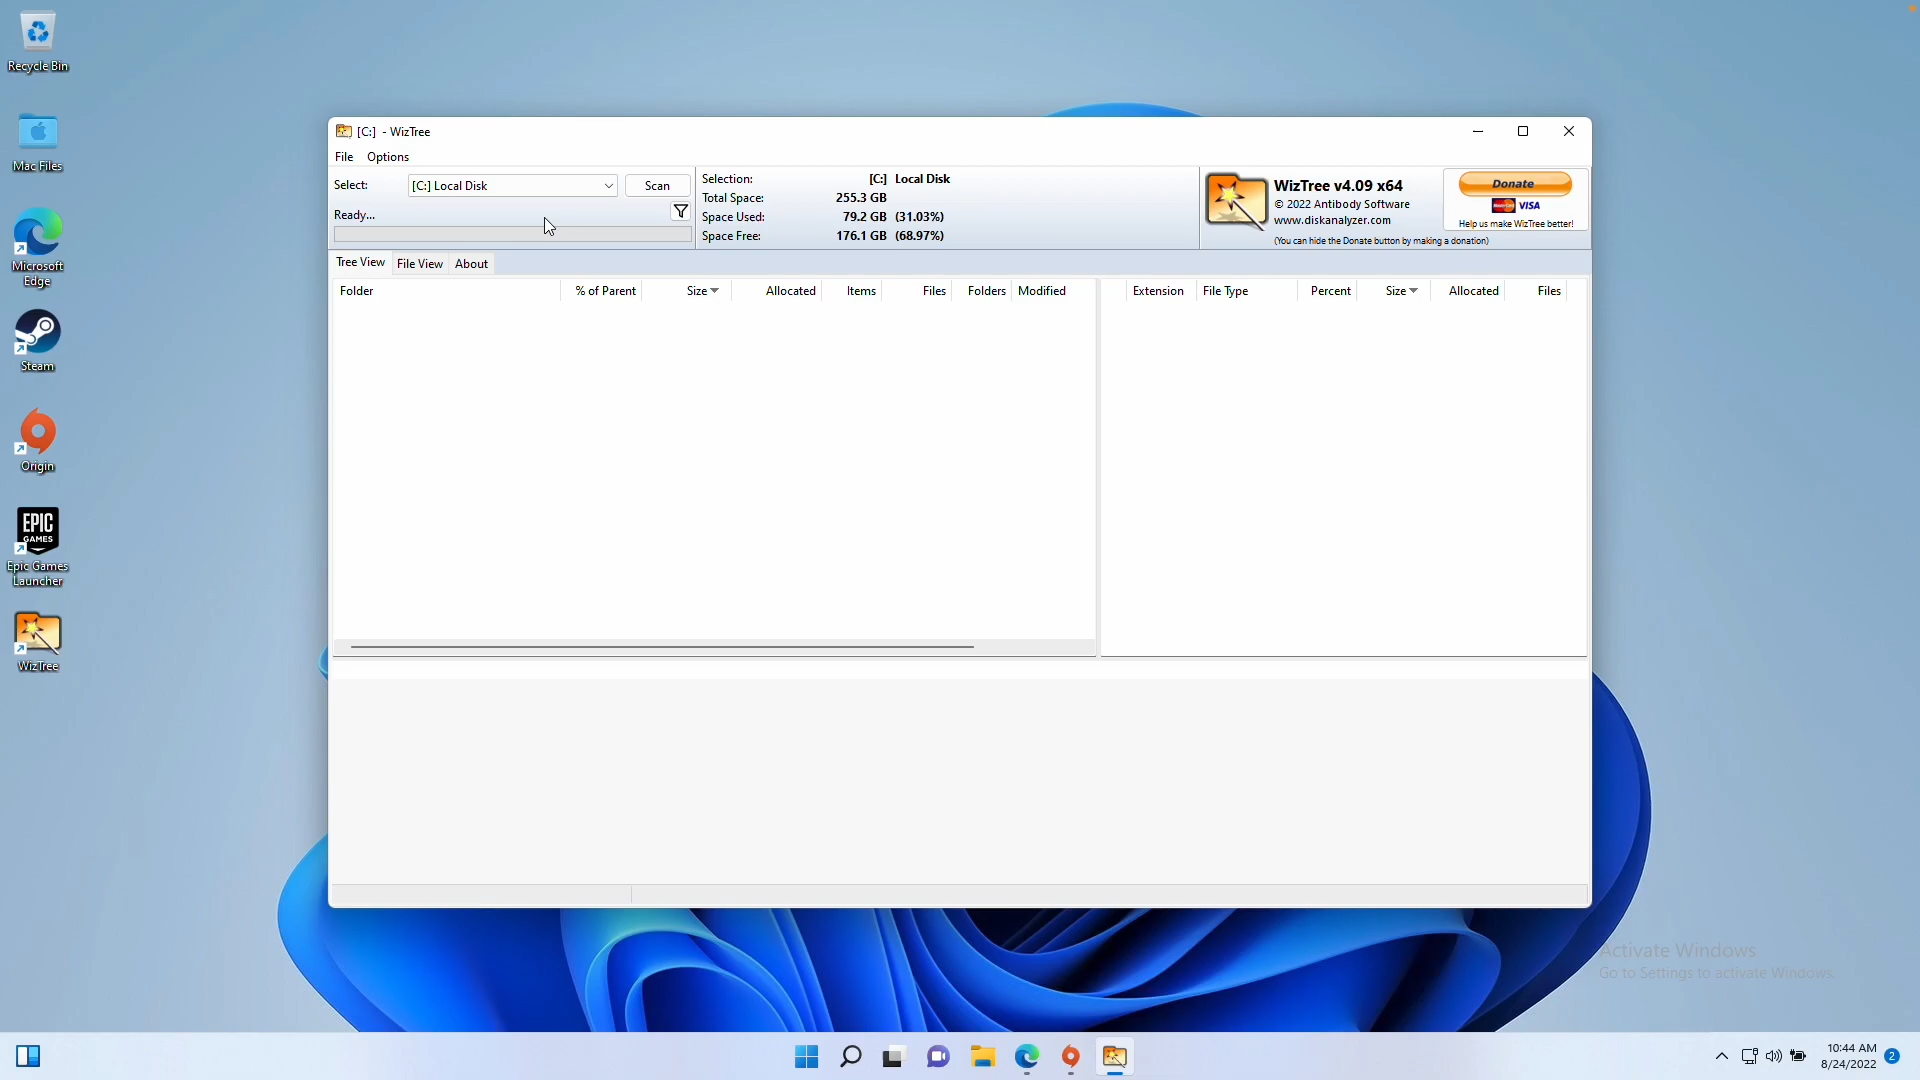 Recycle Bin
Mac Files
Microsoft
Edge
Steam
Origin
EPIC
GAMES
Epic Games
Launcher
WizTree
[C:] - WizTree
File Options
Select: [C:] Local Disk Scan
Ready...
Selection: [C:] Local Disk
Total Space: 255.3 GB
Space Used: 79.2 GB (31.03%)
Space Free: 176.1 GB (68.97%)
WizTree v4.09 x64
© 2022 Antibody Software
www.diskanalyzer.com
(You can hide the Donate button by making a donation)
Donate
MasterCard VISA
Help us make WizTree better!
Tree View File View About
Folder % of Parent Size Allocated Items Files Folders Modified
Extension File Type Percent Size Allocated Files
Activate Windows
Go to Settings to activate Windows.
10:44 AM
8/24/2022
2